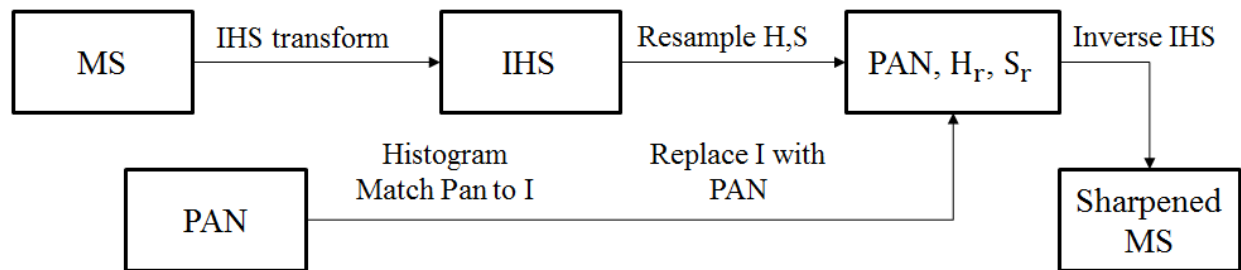 MS
IHS transform
IHS
Resample H,S
PAN, Hᵣ, Sᵣ
Inverse IHS
PAN
Histogram
Match Pan to I
Replace I with
PAN
Sharpened
MS